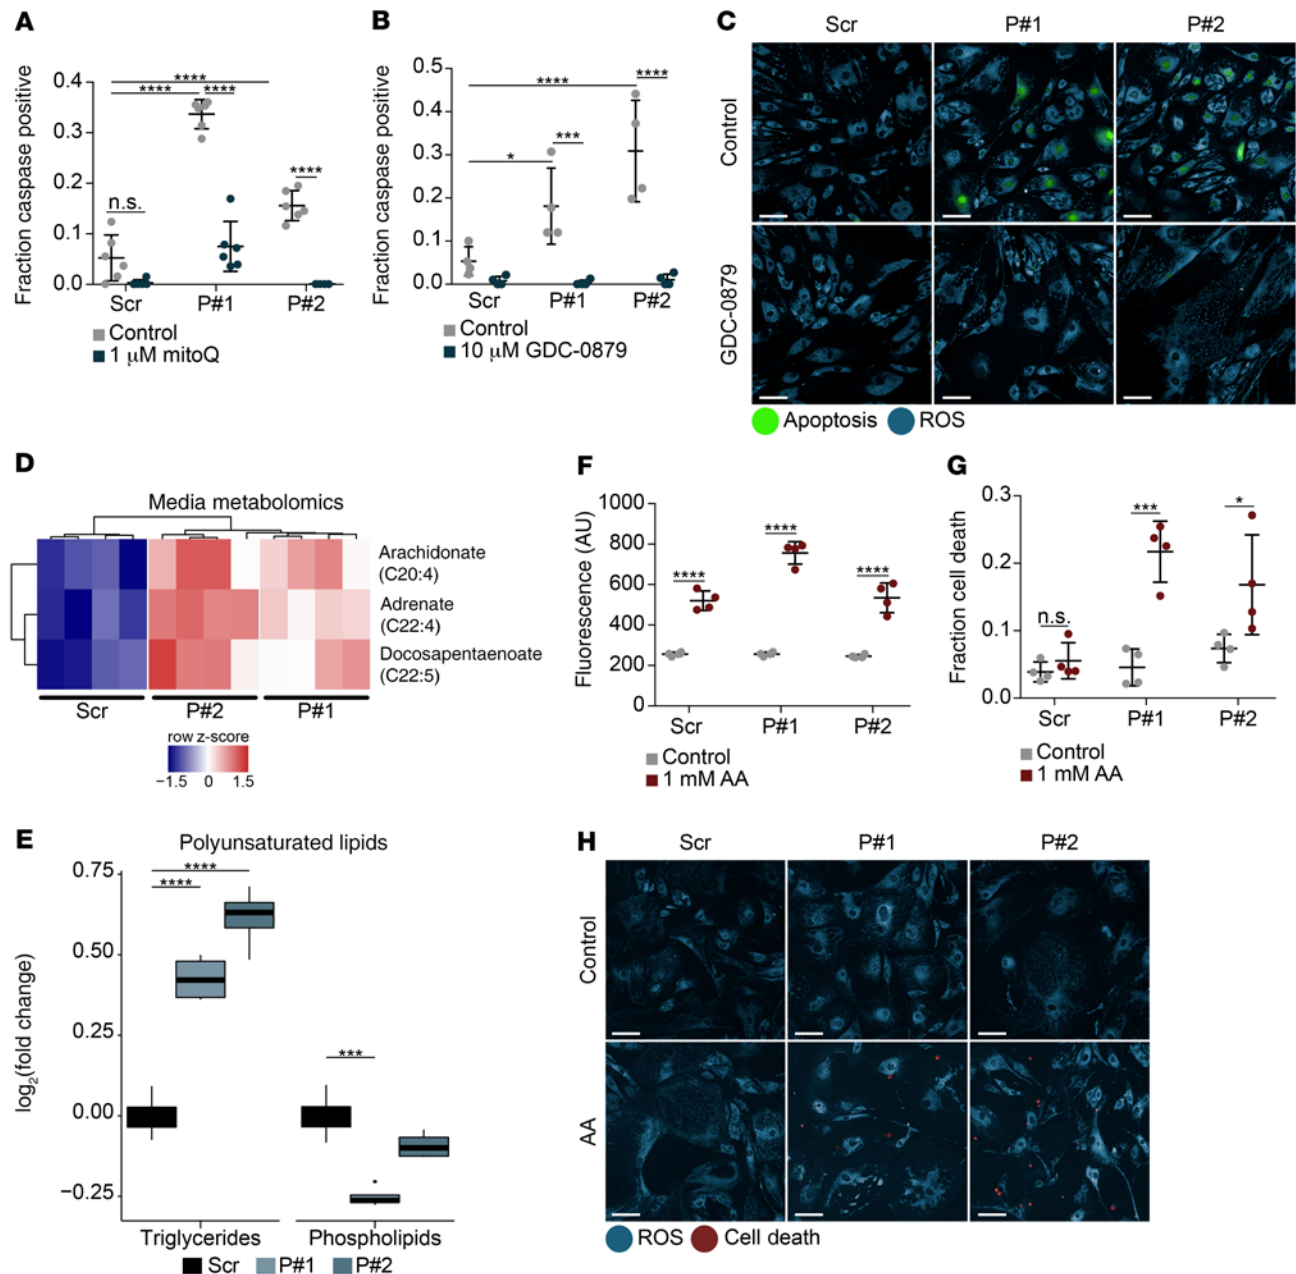 A
Fraction caspase positive
0.4
0.3
0.2
0.1
0.0
****
**** ****
n.s.
****
Scr P#1 P#2
Control
1 μM mitoQ
B
Fraction caspase positive
0.5
0.4
0.3
0.2
0.1
0.0
**** ****
* ***
Scr P#1 P#2
Control
10 μM GDC-0879
C
Scr P#1 P#2
Control
GDC-0879
Apoptosis ROS
D
Media metabolomics
Arachidonate
(C20:4)
Adrenate
(C22:4)
Docosapentaenoate
(C22:5)
Scr P#2 P#1
row z-score
−1.5 0 1.5
F
Fluorescence (AU)
1000
800
600
400
200
0
**** **** ****
Scr P#1 P#2
Control
1 mM AA
G
Fraction cell death
0.3
0.2
0.1
0.0
n.s. *** *
Scr P#1 P#2
Control
1 mM AA
E
Polyunsaturated lipids
log2(fold change)
0.75
0.50
0.25
0.00
−0.25
****
****
***
Triglycerides Phospholipids
Scr P#1 P#2
H
Scr P#1 P#2
Control
AA
ROS Cell death